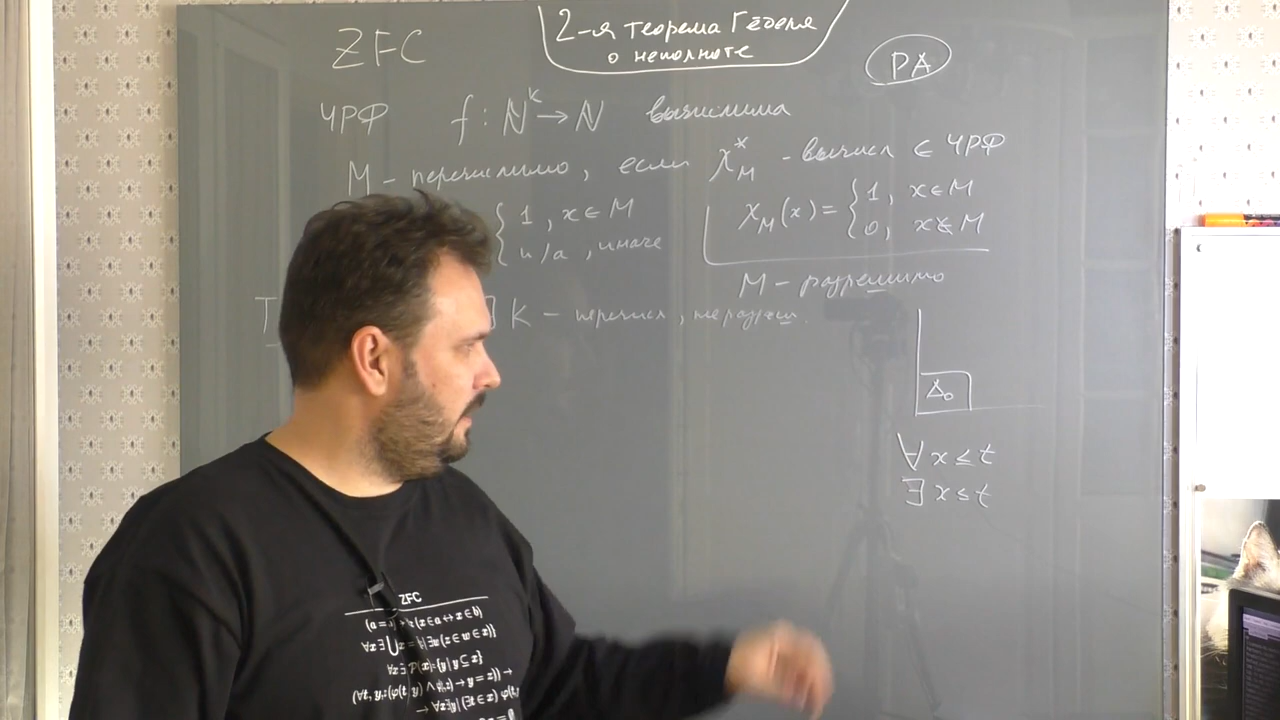 ZFC
2-я теорема Гёделя
о неполноте
PA
ЧРФ f : ℕᵏ → ℕ вычислима
M - перечислимо, если χ*_M - вычисл ∈ ЧРФ
{ 1, x ∈ M
{ н/а, иначе
χ_M(x) = { 1, x ∈ M
{ 0, x ∉ M
M - разрешимо
T ∃ K - перечисл, неразреш.
Δ₀
∀ x ≤ t
∃ x ≤ t
ZFC